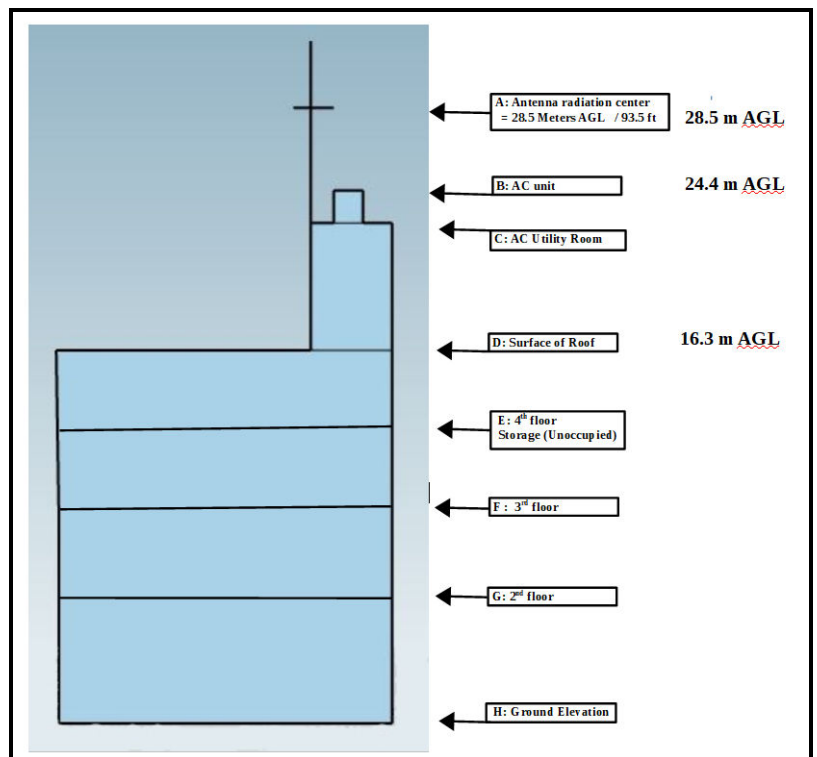 A: Antenna radiation center
= 28.5 Meters AGL / 93.5 ft
28.5 m AGL
B: AC unit
24.4 m AGL
C: AC Utility Room
D: Surface of Roof
16.3 m AGL
E: 4th floor
Storage (Unoccupied)
F : 3rd floor
G: 2nd floor
H: Ground Elevation